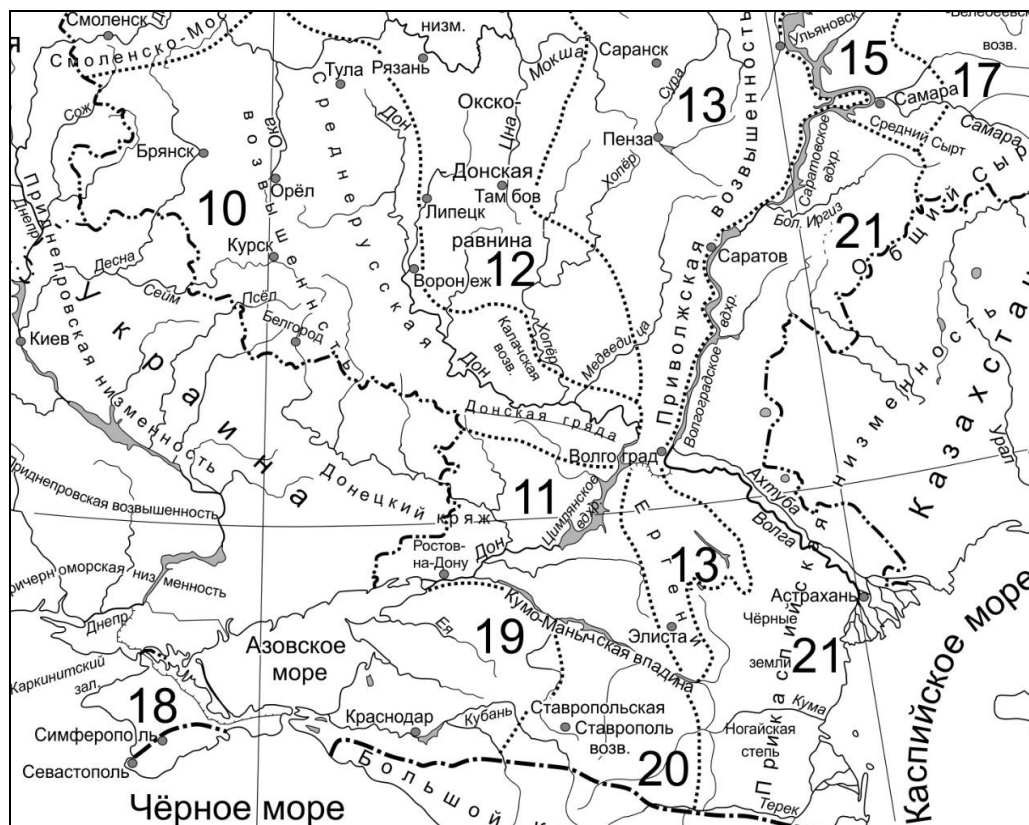 Смоленск
Смоленско-Мос
низм.
Рязань
Тула
Мокша
Саранск
Сура
Ульяновск
возв.
15
17
13
Самара
Самара
Средний Сырт
Общий Сыр
Саратовское
вдхр.
Бол. Иргиз
21
Сож
Брянск
Ока
Орёл
10
Среднерусская
возвышенность
Дон
Окско-
Донская
равнина
12
Цна
Тамбов
Липецк
Воронеж
Пенза
Хопёр
Приволжская
возвышенность
Саратов
Волгоградское вдхр.
Днепр
Приднепровская низменность
Десна
Сейм
Курск
Псёл
Белгород
Киев
Украина
Калачская
возв.
Хопёр
Медведица
Дон
Донская гряда
Волгоград
Донецкий кряж
11
Цимлянское
вдхр.
Ергени
13
Ахтуба
Волга
Прикаспийская низменность
Казахстан
Урал
Приднепровская возвышенность
Причерноморская низменность
Днепр
Ростов-
на-Дону
Дон
Астрахань
Азовское
море
Ея
19
Кумо-Манычская впадина
Элиста
Чёрные
земли
21
Каркинитский
зал.
18
Симферополь
Севастополь
Краснодар
Кубань
Ставропольская
Ставрополь
возв.
20
Ногайская
степь
Кума
Терек
Каспийское море
Чёрное море
Большой К